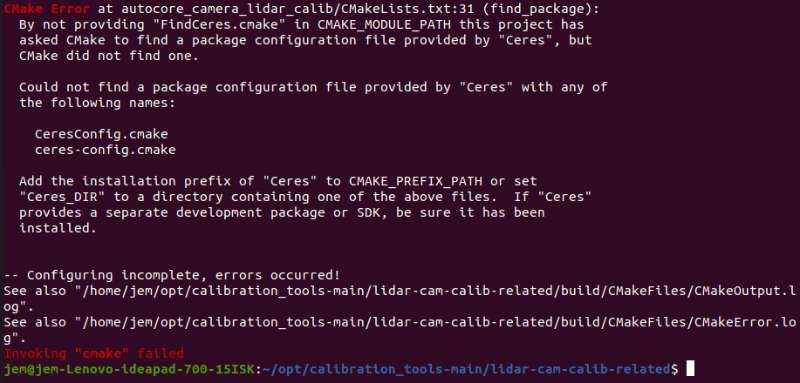 CMake Error at autocore_camera_lidar_calib/CMakeLists.txt:31 (find_package):
  By not providing "FindCeres.cmake" in CMAKE_MODULE_PATH this project has
  asked CMake to find a package configuration file provided by "Ceres", but
  CMake did not find one.

  Could not find a package configuration file provided by "Ceres" with any of
  the following names:

    CeresConfig.cmake
    ceres-config.cmake

  Add the installation prefix of "Ceres" to CMAKE_PREFIX_PATH or set
  "Ceres_DIR" to a directory containing one of the above files.  If "Ceres"
  provides a separate development package or SDK, be sure it has been
  installed.

-- Configuring incomplete, errors occurred!
See also "/home/jem/opt/calibration_tools-main/lidar-cam-calib-related/build/CMakeFiles/CMakeOutput.l
og".
See also "/home/jem/opt/calibration_tools-main/lidar-cam-calib-related/build/CMakeFiles/CMakeError.lo
g".
Invoking "cmake" failed
jem@jem-Lenovo-ideapad-700-15ISK:~/opt/calibration_tools-main/lidar-cam-calib-related$